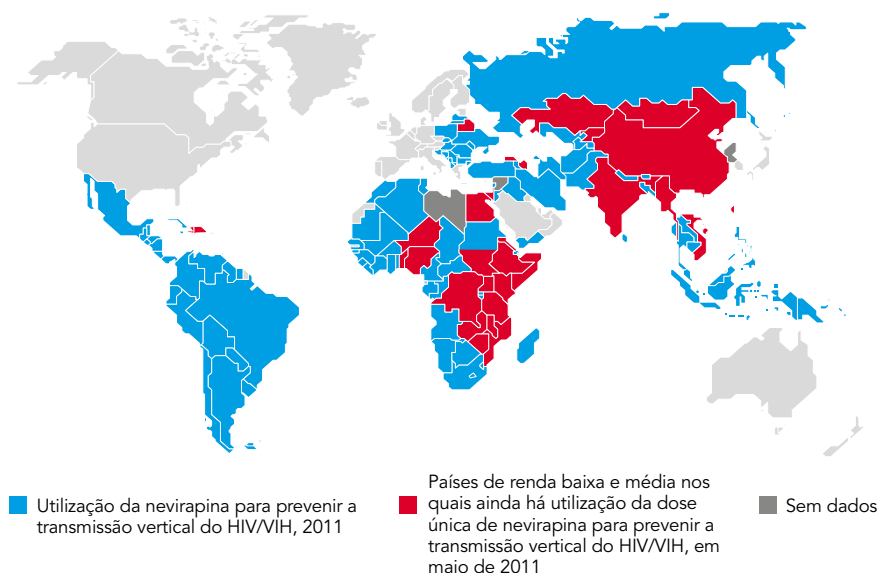 Utilização da nevirapina para prevenir a
transmissão vertical do HIV/VIH, 2011
Países de renda baixa e média nos
quais ainda há utilização da dose
única de nevirapina para prevenir a
transmissão vertical do HIV/VIH, em
maio de 2011
Sem dados